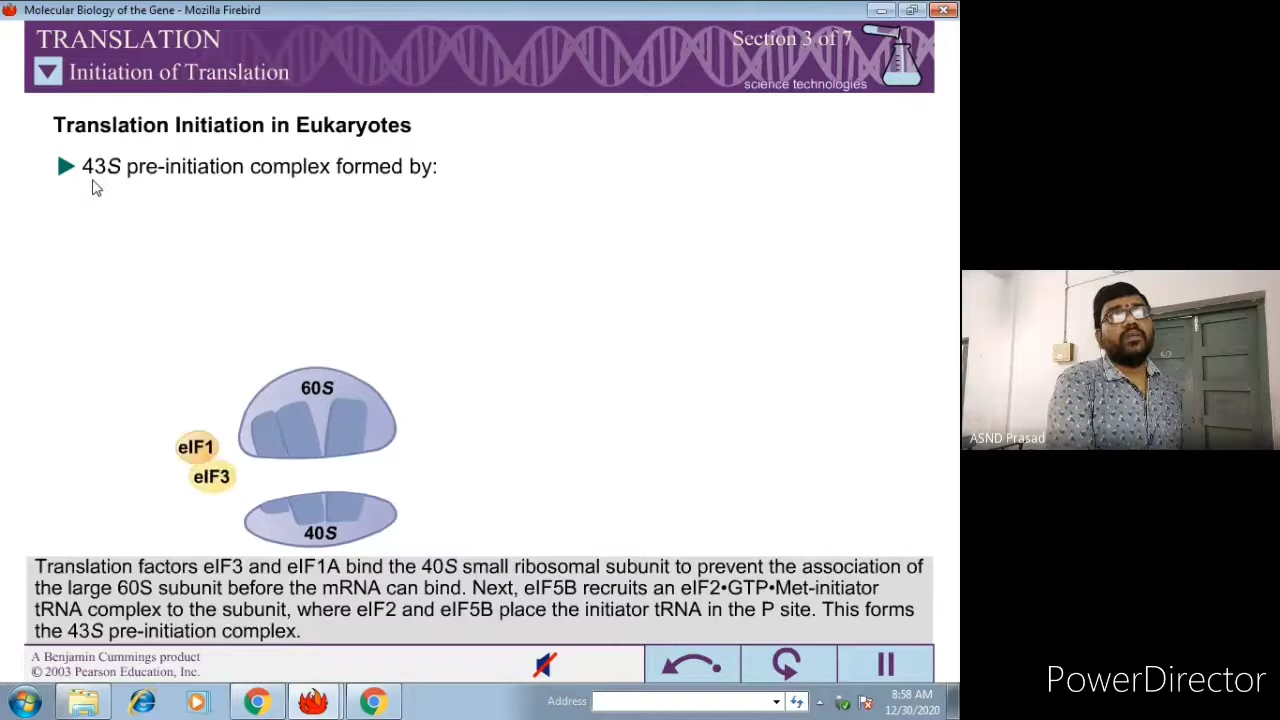 Molecular Biology of the Gene - Mozilla Firebird
TRANSLATION
Section 3 of 7
Initiation of Translation
science technologies
Translation Initiation in Eukaryotes
43S pre-initiation complex formed by:
60S
eIF1
eIF3
40S
ASND Prasad
Translation factors eIF3 and eIF1A bind the 40S small ribosomal subunit to prevent the association of
the large 60S subunit before the mRNA can bind. Next, eIF5B recruits an eIF2•GTP•Met-initiator
tRNA complex to the subunit, where eIF2 and eIF5B place the initiator tRNA in the P site. This forms
the 43S pre-initiation complex.
A Benjamin Cummings product
© 2003 Pearson Education, Inc.
PowerDirector
Address
8:58 AM
12/30/2020